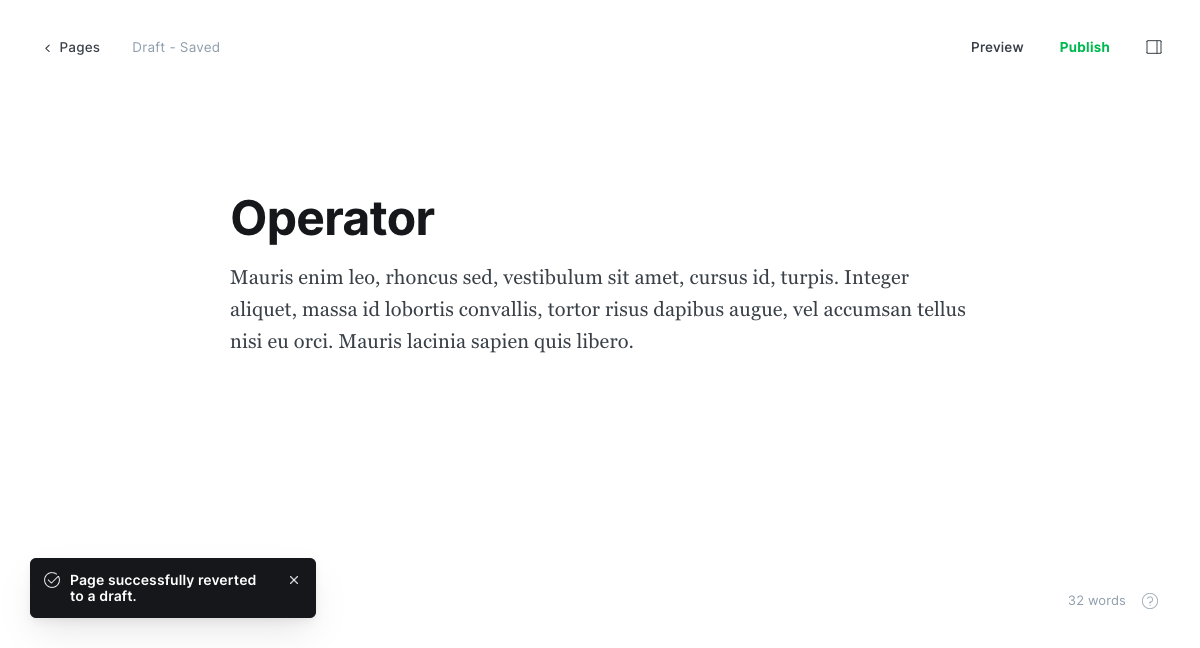 Pages
Draft - Saved
Preview
Publish
Operator
Mauris enim leo, rhoncus sed, vestibulum sit amet, cursus id, turpis. Integer
aliquet, massa id lobortis convallis, tortor risus dapibus augue, vel accumsan tellus
nisi eu orci. Mauris lacinia sapien quis libero.
Page successfully reverted
to a draft.
32 words
?